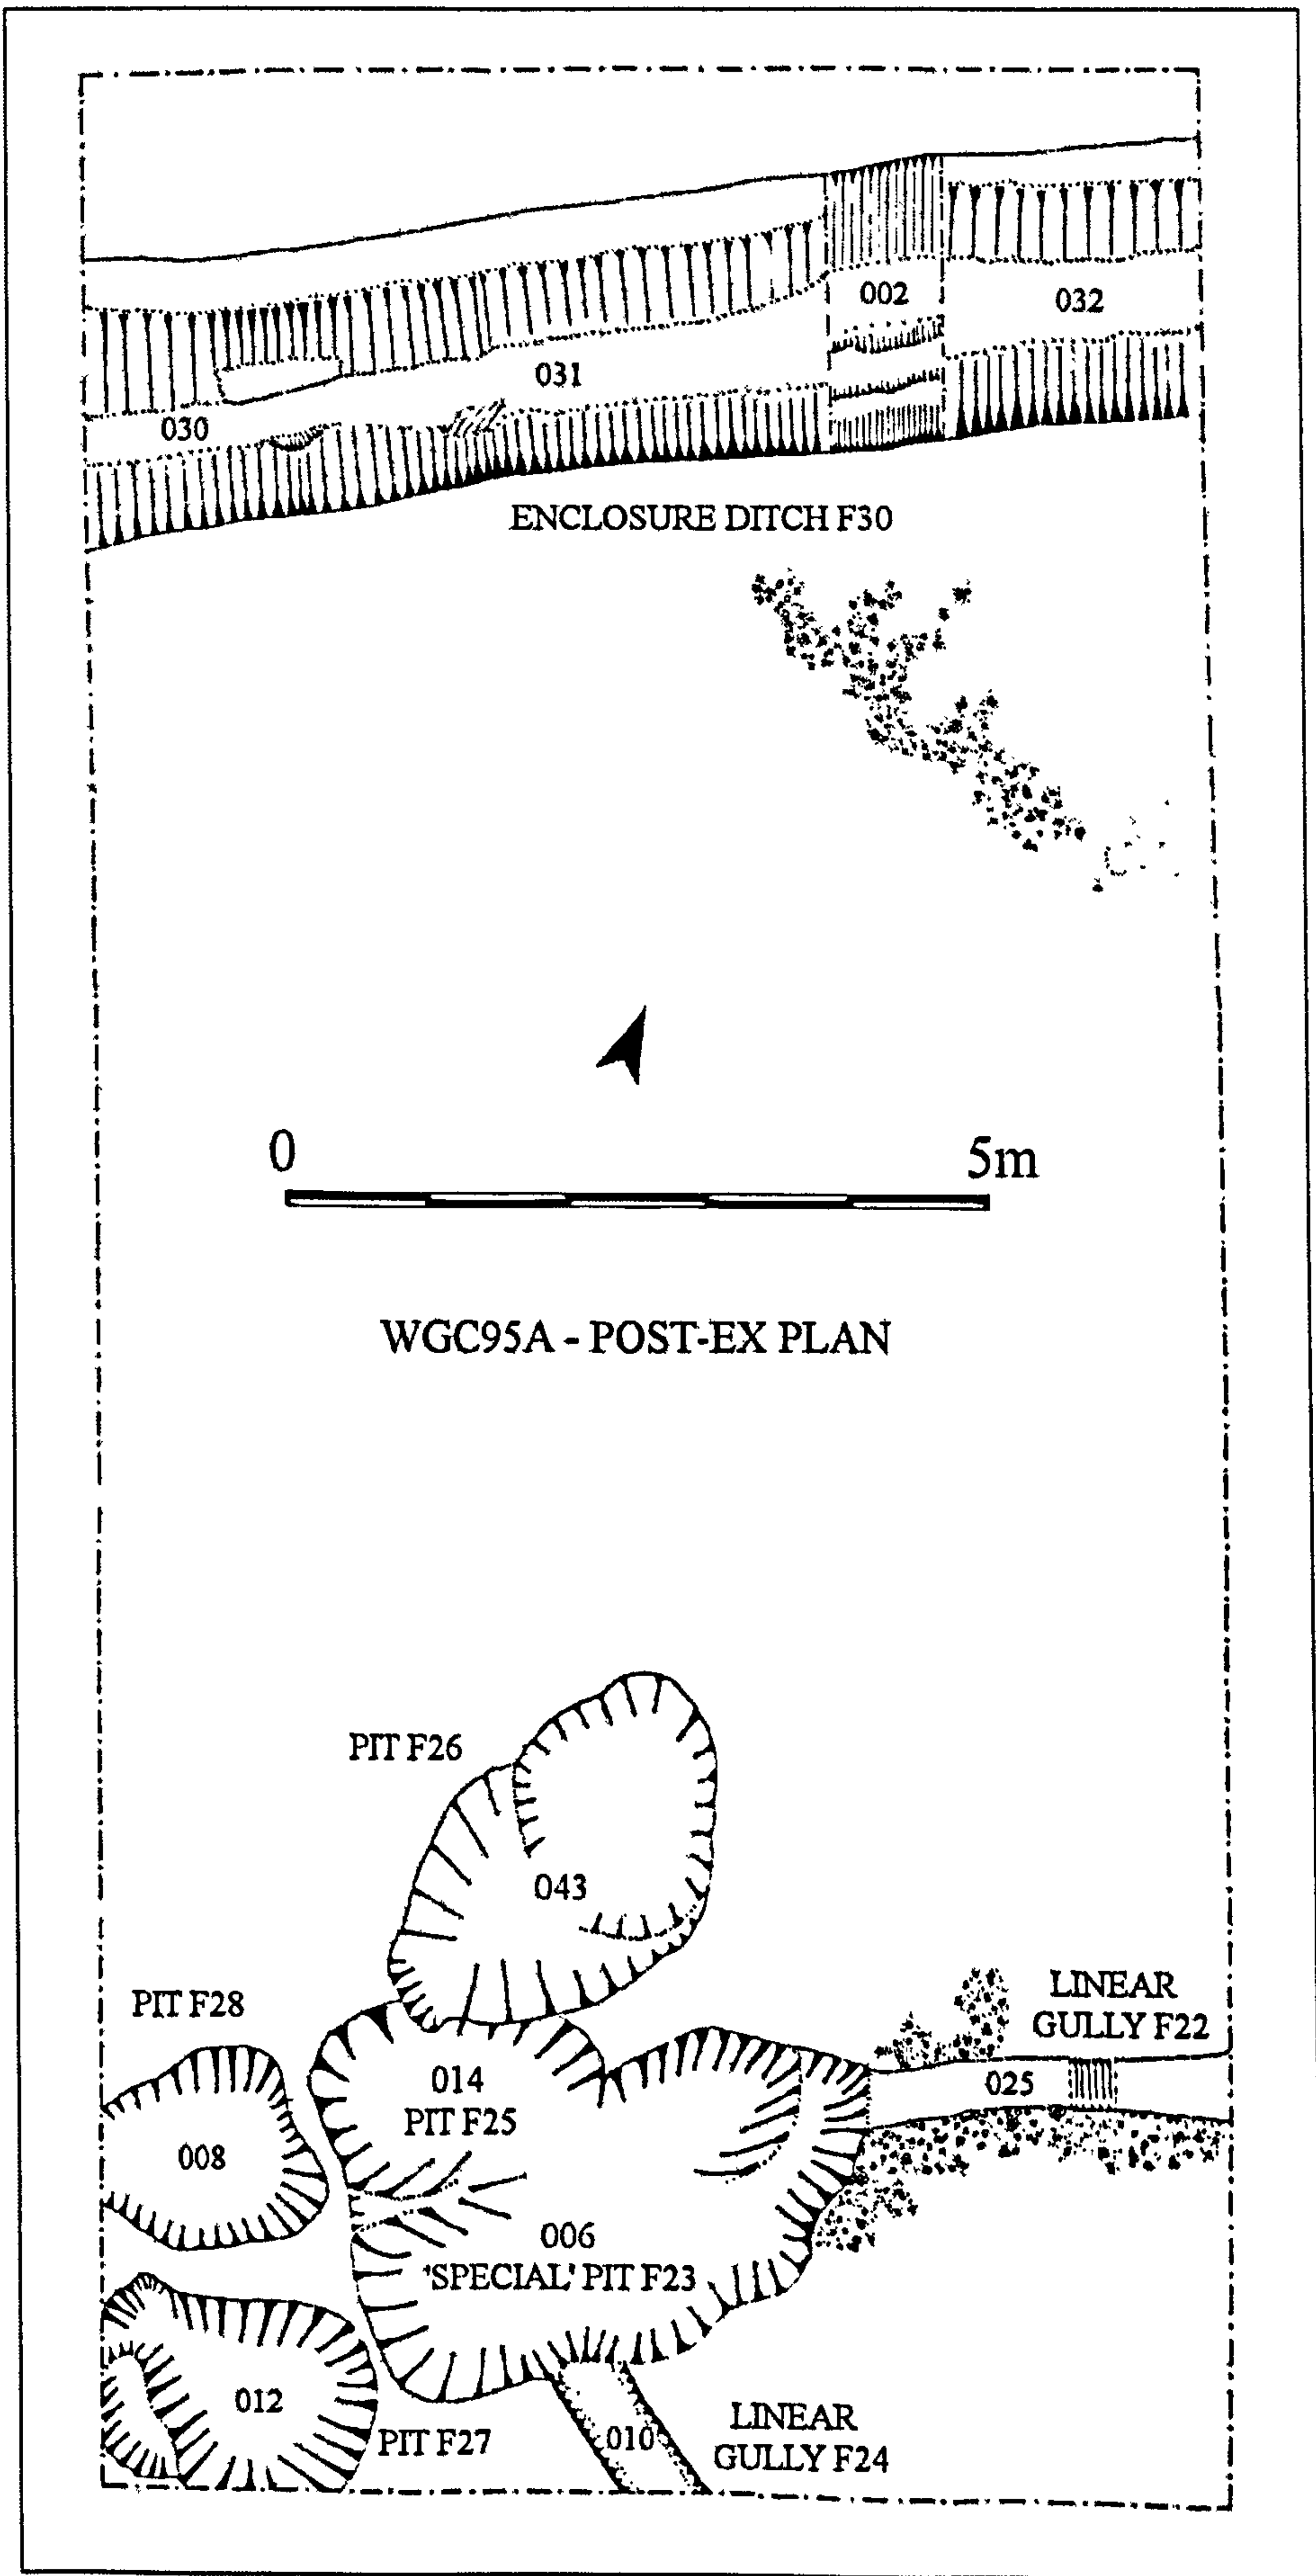 002
032
031
030
ENCLOSURE DITCH F30
0
5m
WGC95A - POST-EX PLAN
PIT F26
043
PIT F28
LINEAR
GULLY F22
014
PIT F25
025
008
006
'SPECIAL' PIT F23
012
PIT F27
010
LINEAR
GULLY F24